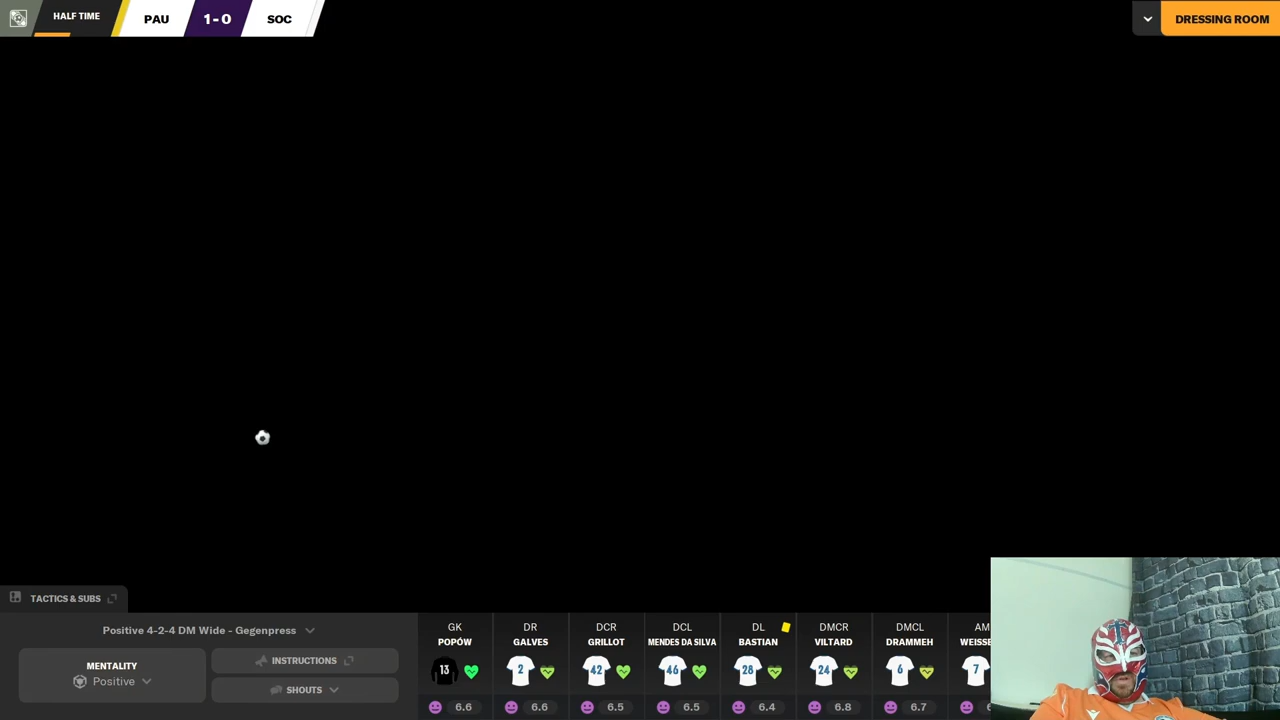 HALF TIME
PAU
1 - 0
SOC
DRESSING ROOM
TACTICS & SUBS
Positive 4-2-4 DM Wide - Gegenpress
MENTALITY
Positive
INSTRUCTIONS
SHOUTS
GK
POPÓW
13
6.6
DR
GALVES
2
6.6
DCR
GRILLOT
42
6.5
DCL
MENDES DA SILVA
46
6.5
DL
BASTIAN
28
6.4
DMCR
VILTARD
24
6.8
DMCL
DRAMMEH
6
6.7
AM
WEISSE
7
6